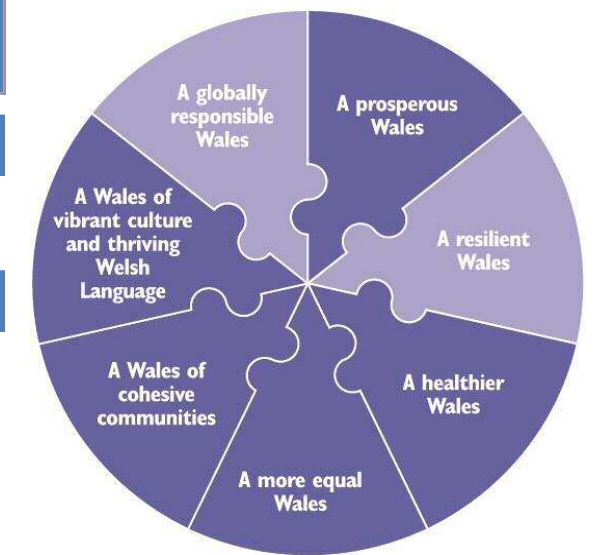 A prosperous
Wales
A resilient
Wales
A healthier
Wales
A more equal
Wales
A Wales of
cohesive
communities
A Wales of
vibrant culture
and thriving
Welsh
Language
A globally
responsible
Wales